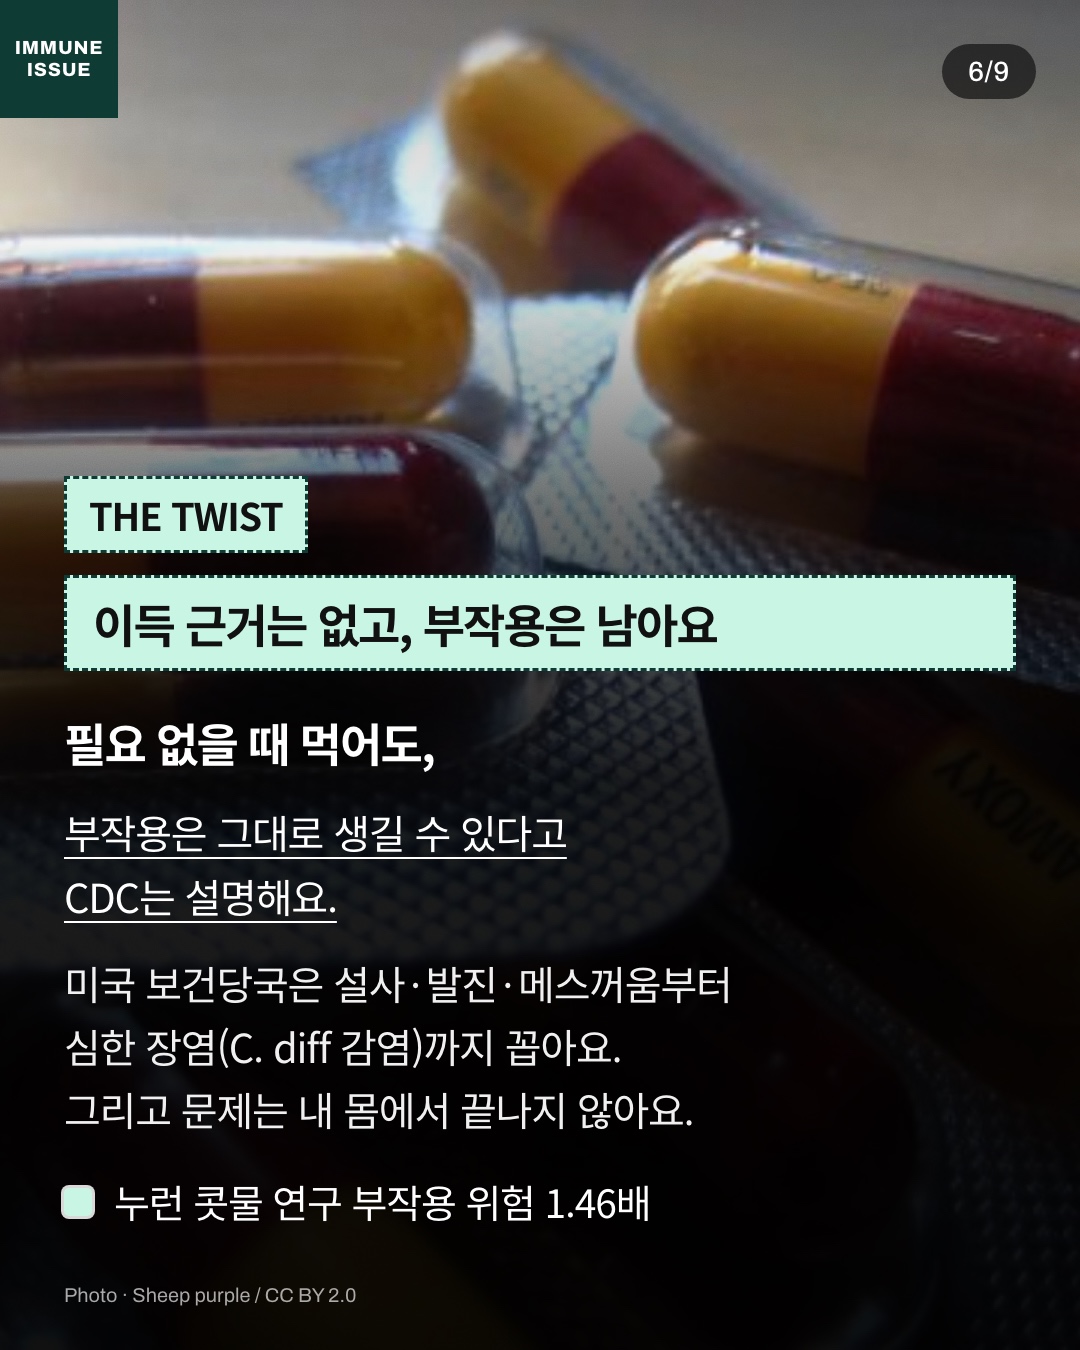 IMMUNE
ISSUE
6/9
THE TWIST
이득 근거는 없고, 부작용은 남아요
필요 없을 때 먹어도,
부작용은 그대로 생길 수 있다고
CDC는 설명해요.
AMOXY
미국 보건당국은 설사·발진·메스꺼움부터
심한 장염(C. diff 감염)까지 꼽아요.
그리고 문제는 내 몸에서 끝나지 않아요.
누런 콧물 연구 부작용 위험 1.46배
Photo · Sheep purple / CC BY 2.0